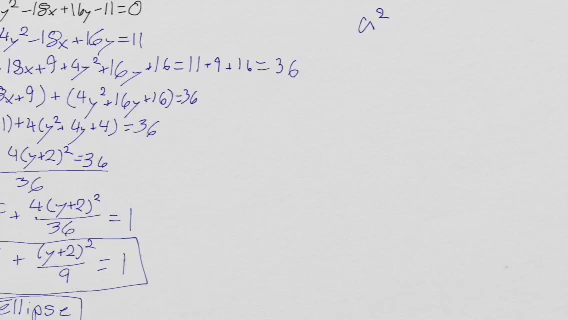 y²-18x+16y-11=0
4y²-18x+16y=11
18x+9+4y²+16y+16=11+9+16=36
8x+9)+(4y²+16y+16)=36
1)+4(y²+4y+4)=36
4(y+2)²=36
36
+ 4(y+2)²/36 = 1
+ (y+2)²/9 = 1
ellipse
a²